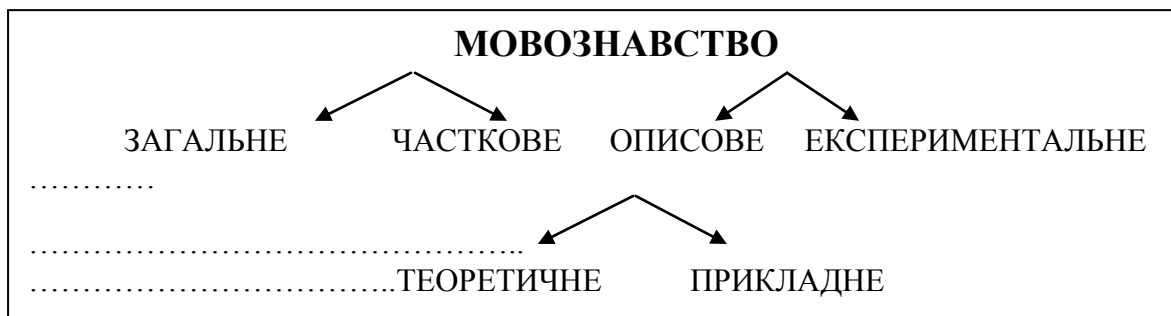 МОВОЗНАВСТВО
ЗАГАЛЬНЕ ЧАСТКОВЕ ОПИСОВЕ ЕКСПЕРИМЕНТАЛЬНЕ
…………
…………………………………………..
……………………………..ТЕОРЕТИЧНЕ ПРИКЛАДНЕ